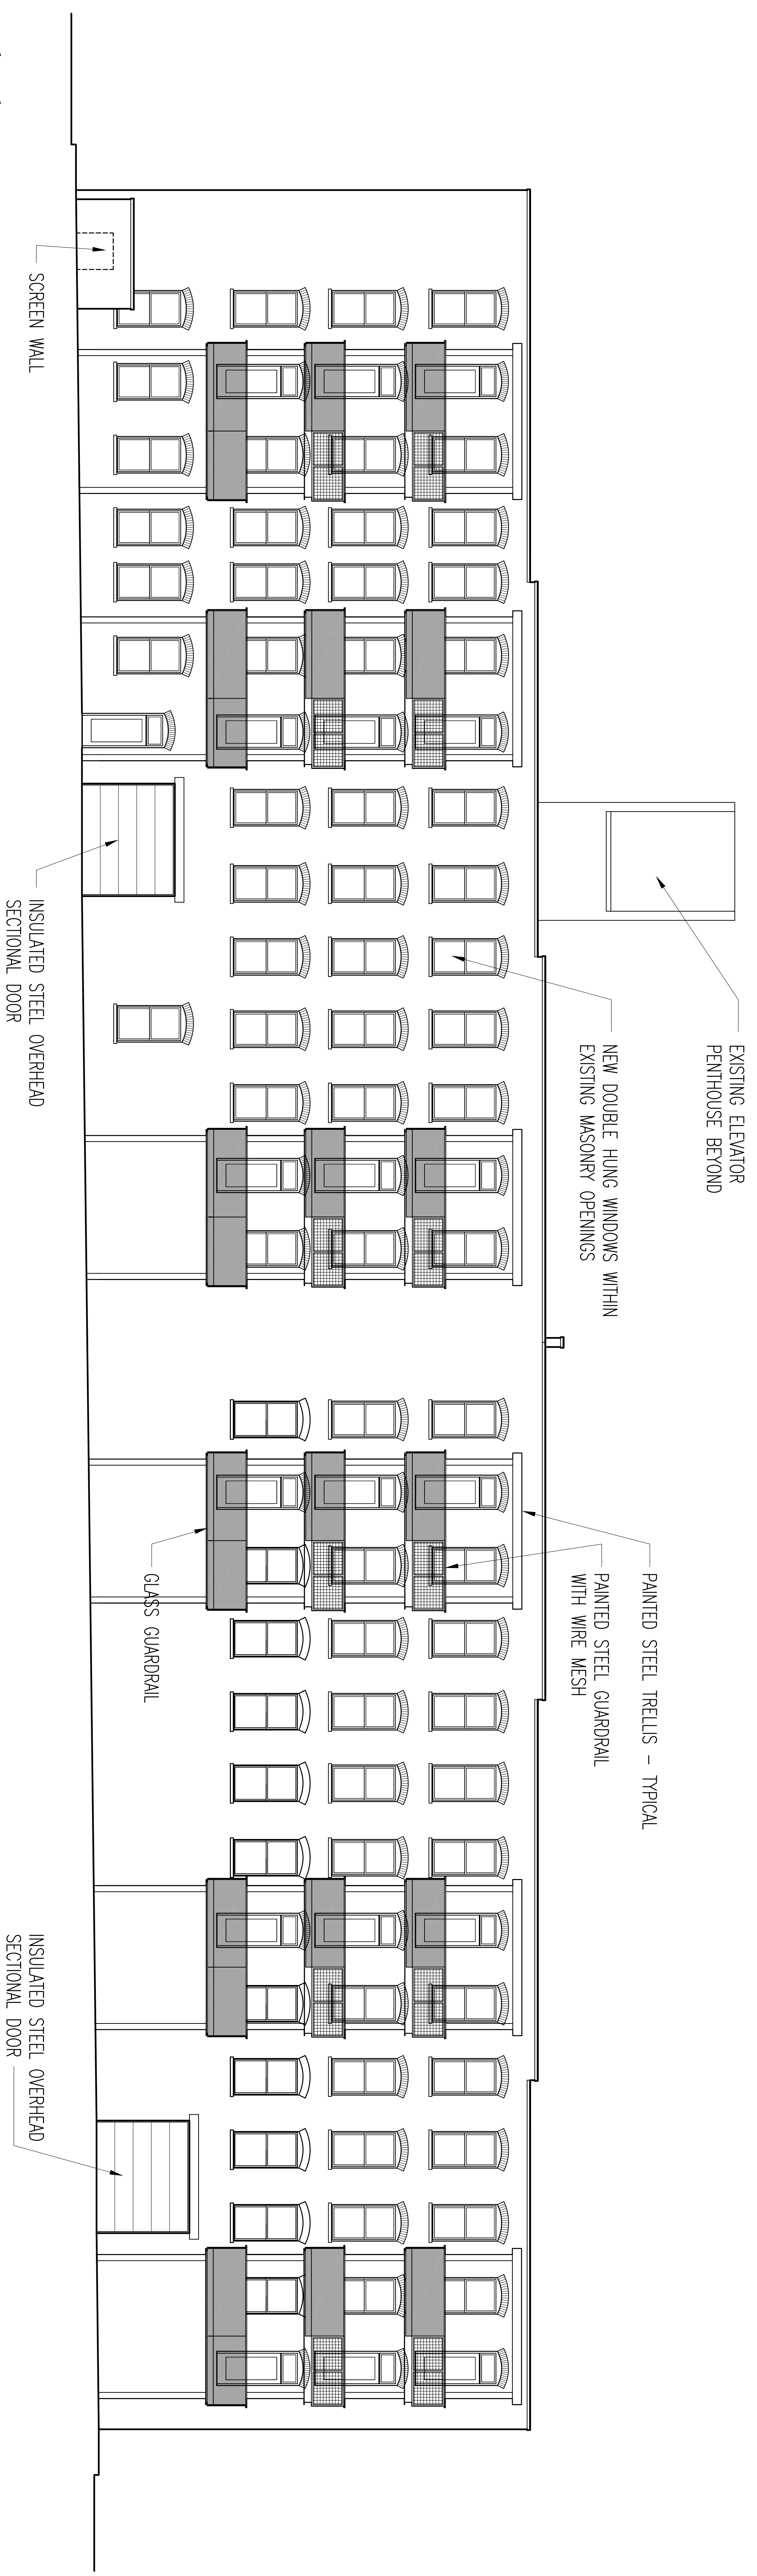 EXISTING ELEVATOR
PENTHOUSE BEYOND
NEW DOUBLE HUNG WINDOWS WITHIN
EXISTING MASONRY OPENINGS
PAINTED STEEL TRELLIS - TYPICAL
PAINTED STEEL GUARDRAIL
WITH WIRE MESH
GLASS GUARDRAIL
SCREEN WALL
INSULATED STEEL OVERHEAD
SECTIONAL DOOR
INSULATED STEEL OVERHEAD
SECTIONAL DOOR